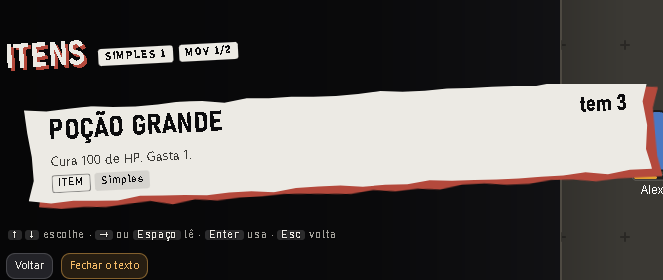 ITENS SIMPLES 1 MOV 1/2
POÇÃO GRANDE tem 3
Cura 100 de HP. Gasta 1.
ITEM Simples
Alex
↑ ↓ escolhe · → ou Espaço lê · Enter usa · Esc volta
Voltar Fechar o texto